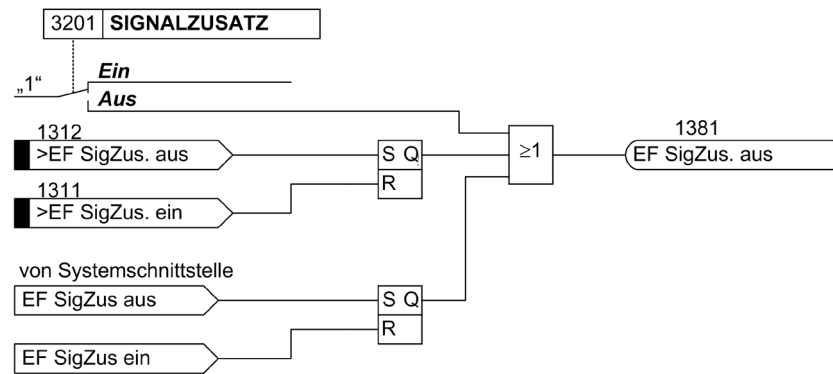 3201 SIGNALZUSATZ
„1“
Ein
Aus
1312
>EF SigZus. aus
1311
>EF SigZus. ein
S Q
R
≥1
1381
EF SigZus. aus
von Systemschnittstelle
EF SigZus aus
EF SigZus ein
S Q
R